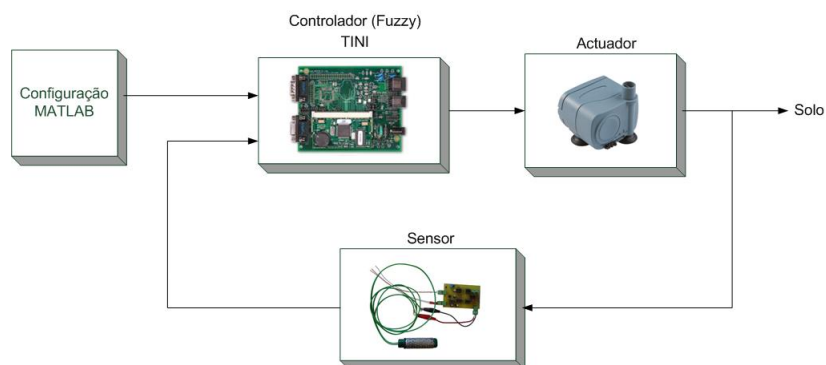 Controlador (Fuzzy)
TINI
Actuador
Configuração
MATLAB
Solo
Sensor